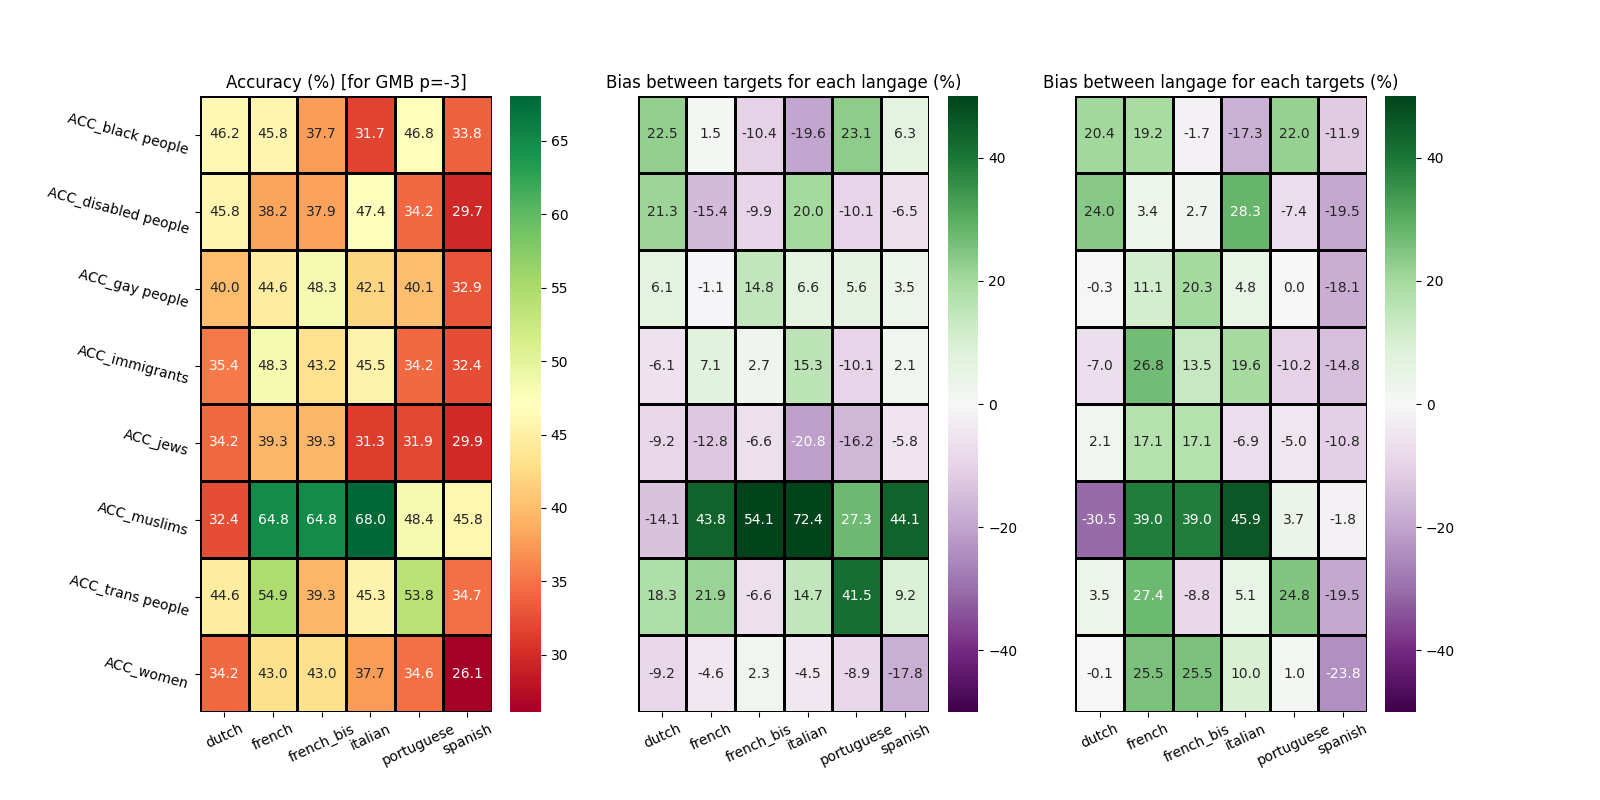 Accuracy (%) [for GMB p=-3]
Bias between targets for each langage (%)
Bias between langage for each targets (%)
ACC_black people 46.2 45.8 37.7 31.7 46.8 33.8 22.5 1.5 -10.4 -19.6 23.1 6.3 20.4 19.2 -1.7 -17.3 22.0 -11.9
ACC_disabled people 45.8 38.2 37.9 47.4 34.2 29.7 21.3 -15.4 -9.9 20.0 -10.1 -6.5 24.0 3.4 2.7 28.3 -7.4 -19.5
ACC_gay people 40.0 44.6 48.3 42.1 40.1 32.9 6.1 -1.1 14.8 6.6 5.6 3.5 -0.3 11.1 20.3 4.8 0.0 -18.1
ACC_immigrants 35.4 48.3 43.2 45.5 34.2 32.4 -6.1 7.1 2.7 15.3 -10.1 2.1 -7.0 26.8 13.5 19.6 -10.2 -14.8
ACC_jews 34.2 39.3 39.3 31.3 31.9 29.9 -9.2 -12.8 -6.6 -20.8 -16.2 -5.8 2.1 17.1 17.1 -6.9 -5.0 -10.8
ACC_muslims 32.4 64.8 64.8 68.0 48.4 45.8 -14.1 43.8 54.1 72.4 27.3 44.1 -30.5 39.0 39.0 45.9 3.7 -1.8
ACC_trans people 44.6 54.9 39.3 45.3 53.8 34.7 18.3 21.9 -6.6 14.7 41.5 9.2 3.5 27.4 -8.8 5.1 24.8 -19.5
ACC_women 34.2 43.0 43.0 37.7 34.6 26.1 -9.2 -4.6 2.3 -4.5 -8.9 -17.8 -0.1 25.5 25.5 10.0 1.0 -23.8
dutch french french_bis italian portuguese spanish
dutch french french_bis italian portuguese spanish
dutch french french_bis italian portuguese spanish
65
60
55
50
45
40
35
30
40
20
0
−20
−40
40
20
0
−20
−40